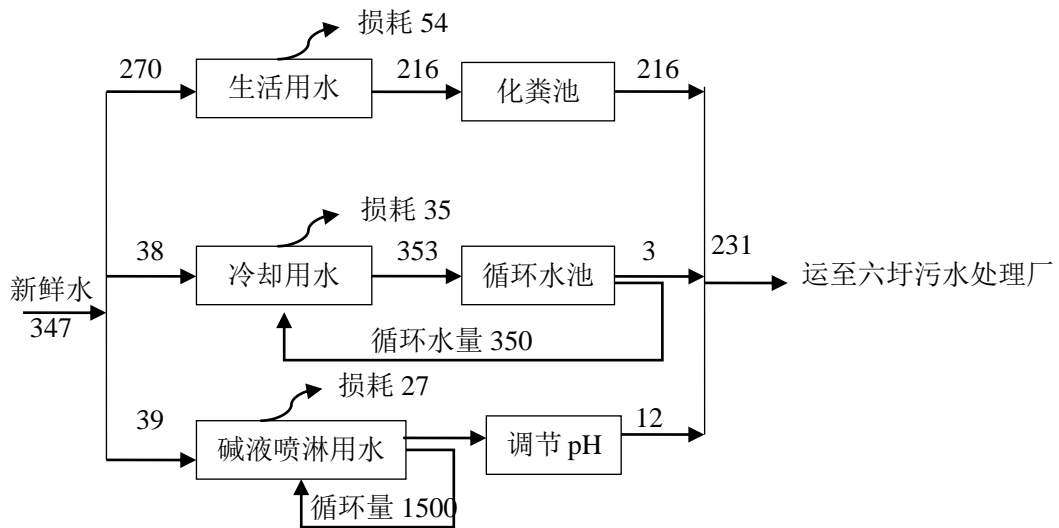 损耗 54
270
生活用水
216
化粪池
216
损耗 35
38
冷却用水
353
循环水池
3
231
运至六圩污水处理厂
新鲜水
347
循环水量 350
损耗 27
39
碱液喷淋用水
调节 pH
12
循环量 1500